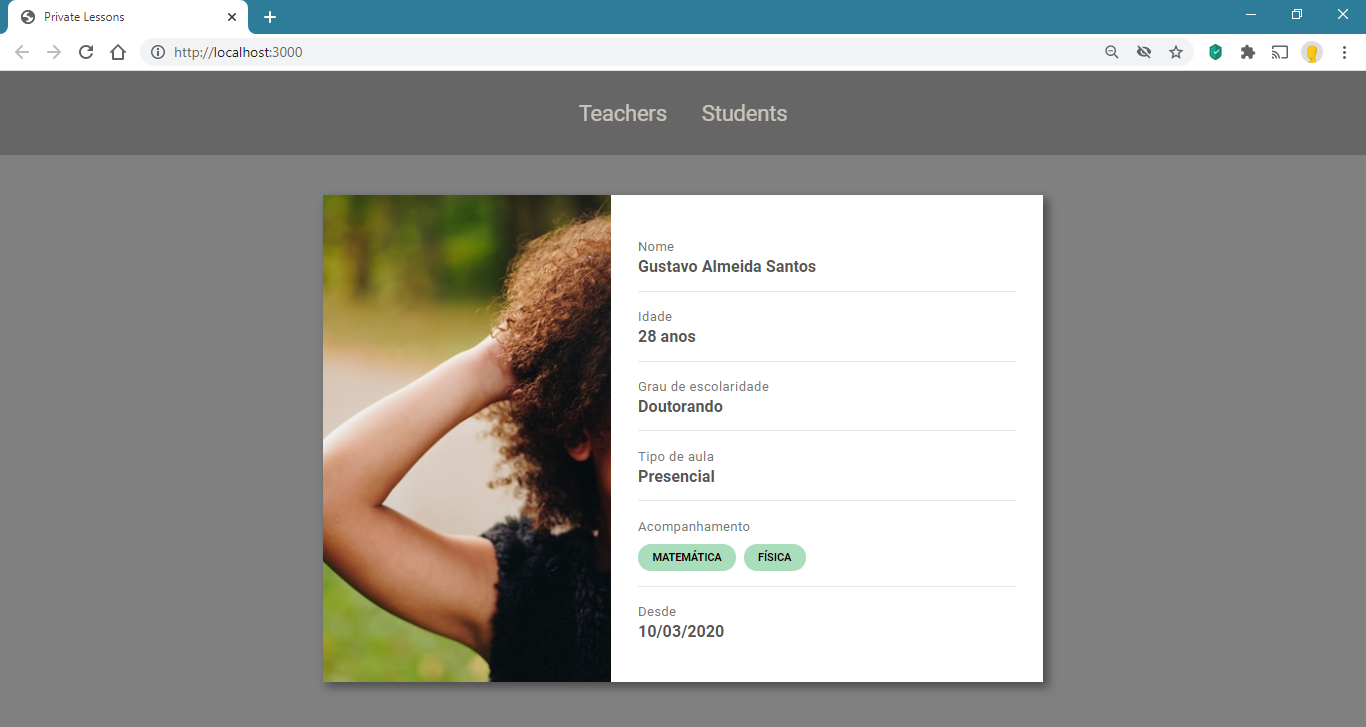 Private Lessons
http://localhost:3000
Teachers Students
Nome
Gustavo Almeida Santos
Idade
28 anos
Grau de escolaridade
Doutorando
Tipo de aula
Presencial
Acompanhamento
MATEMÁTICA FÍSICA
Desde
10/03/2020